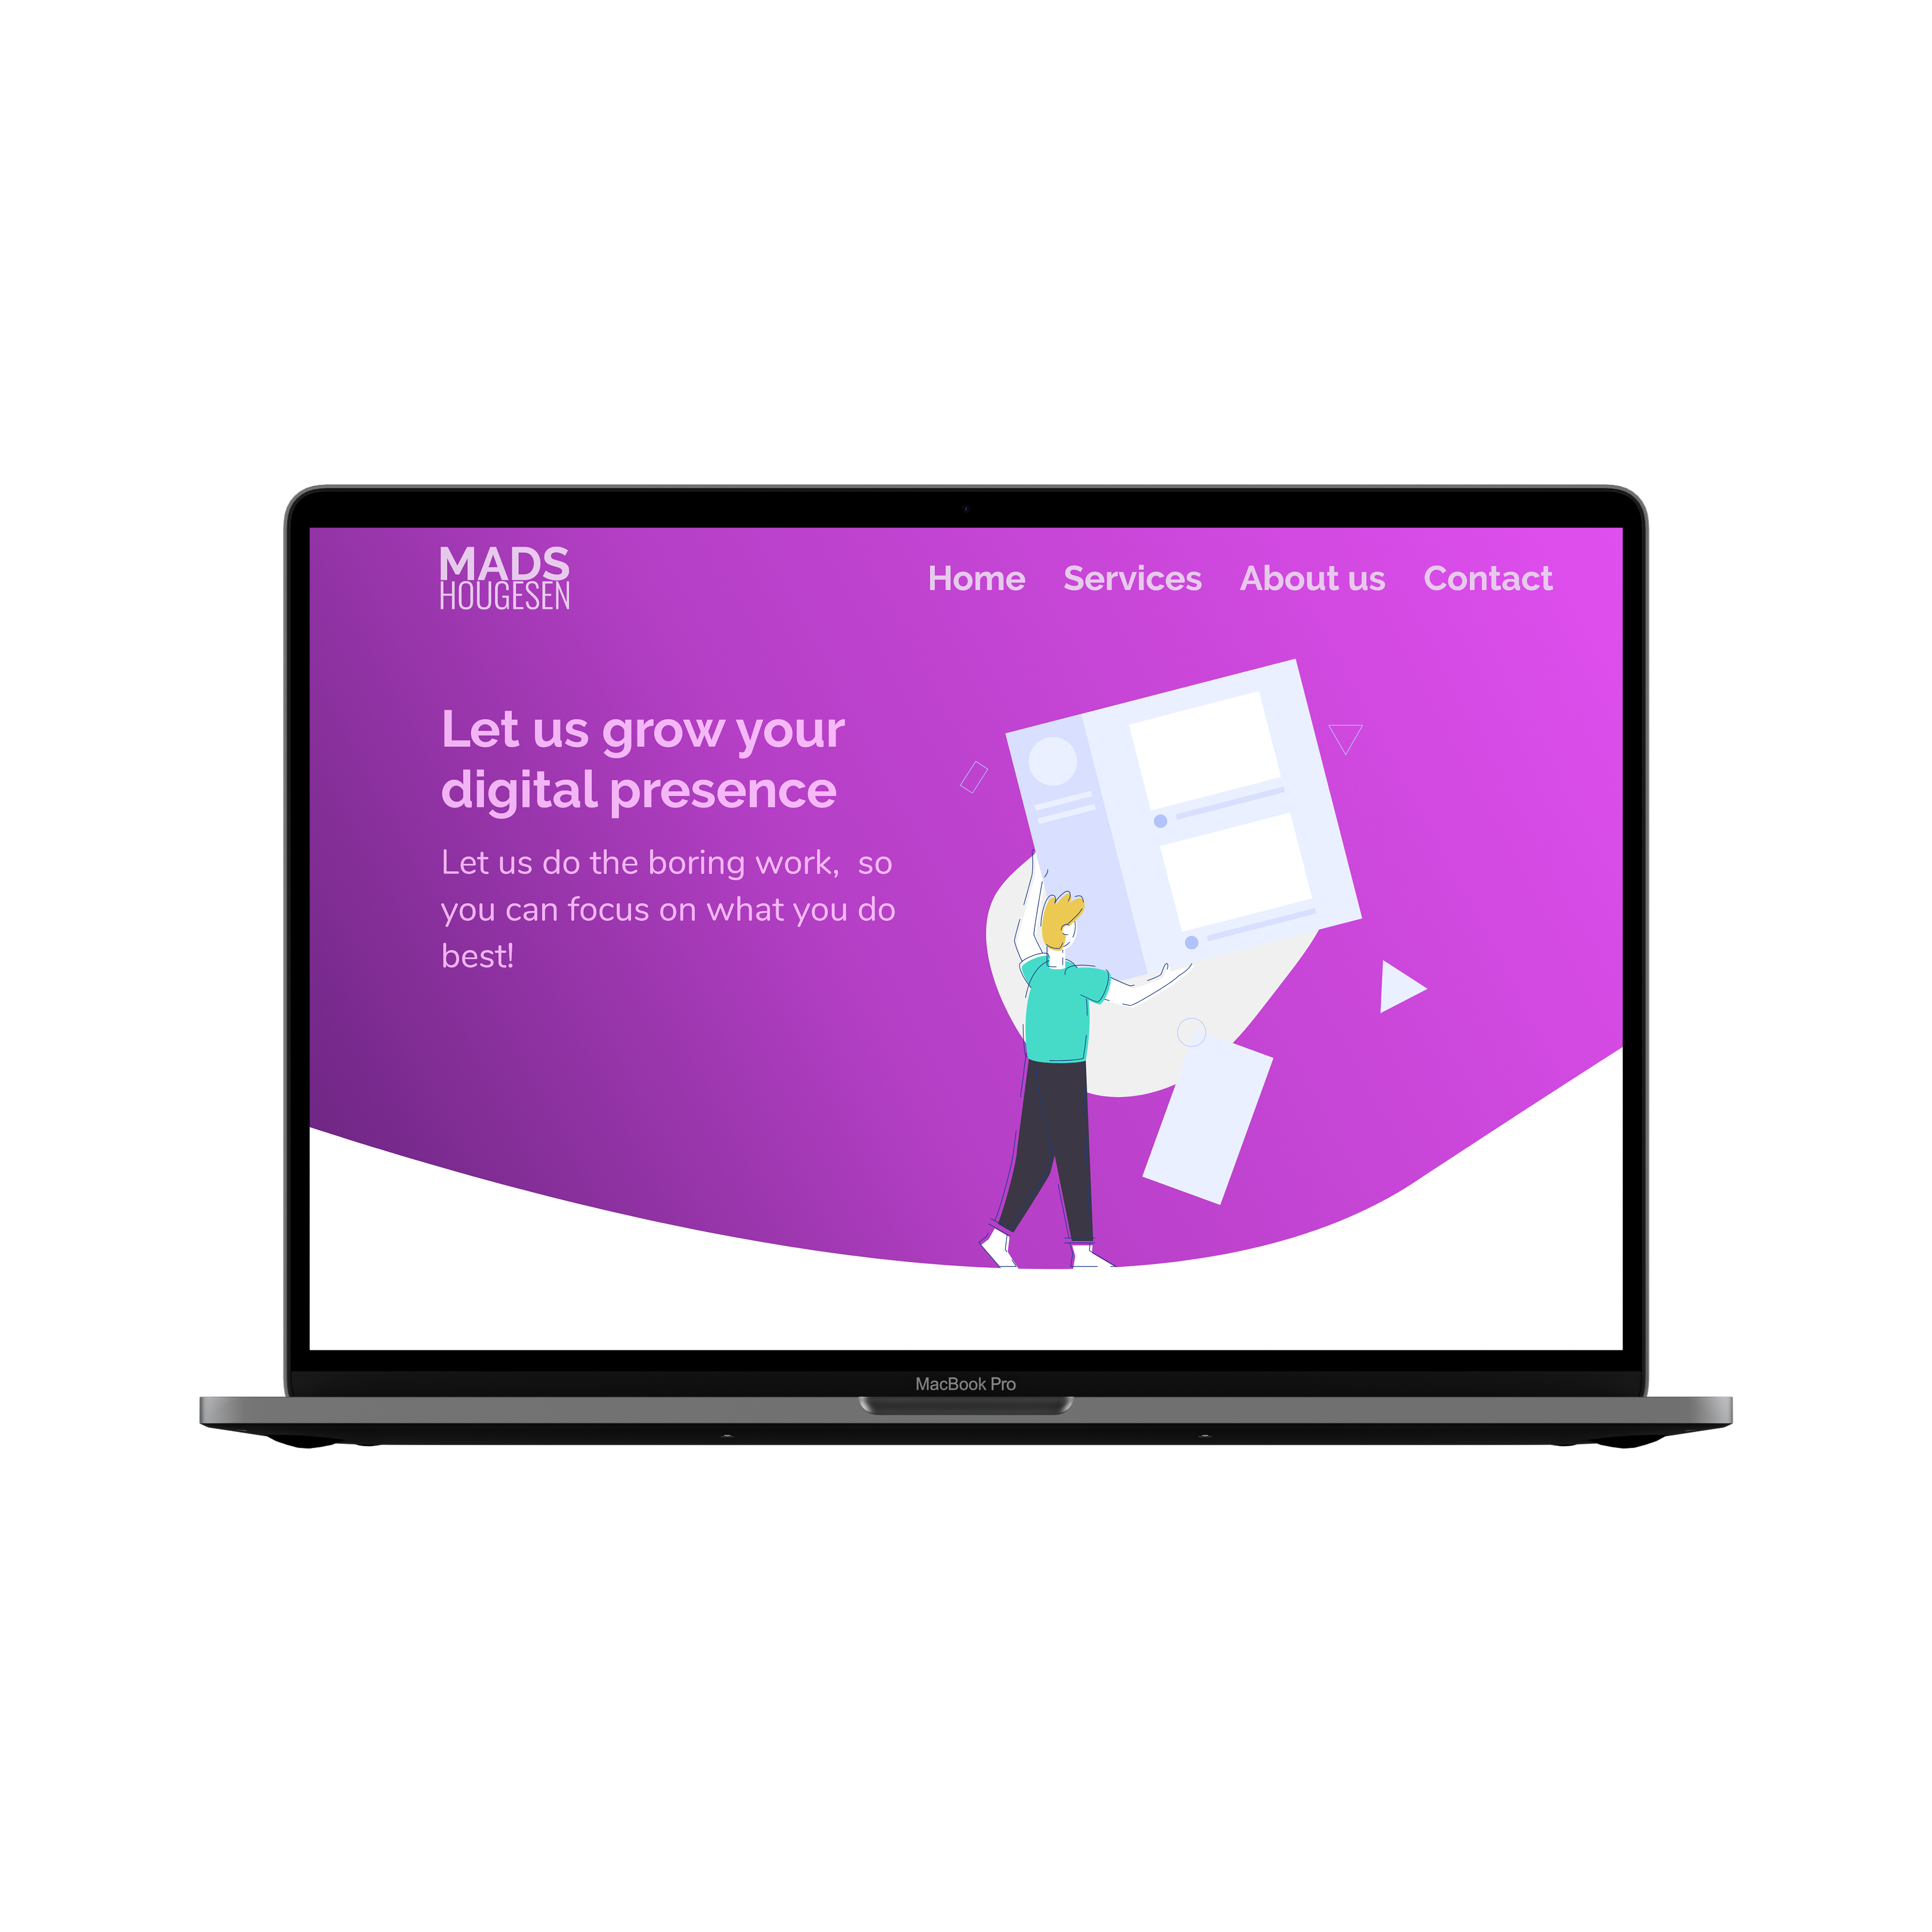 MADS
HOUGESEN
Home Services About us Contact
Let us grow your
digital presence
Let us do the boring work,  so
you can focus on what you do
best!
MacBook Pro